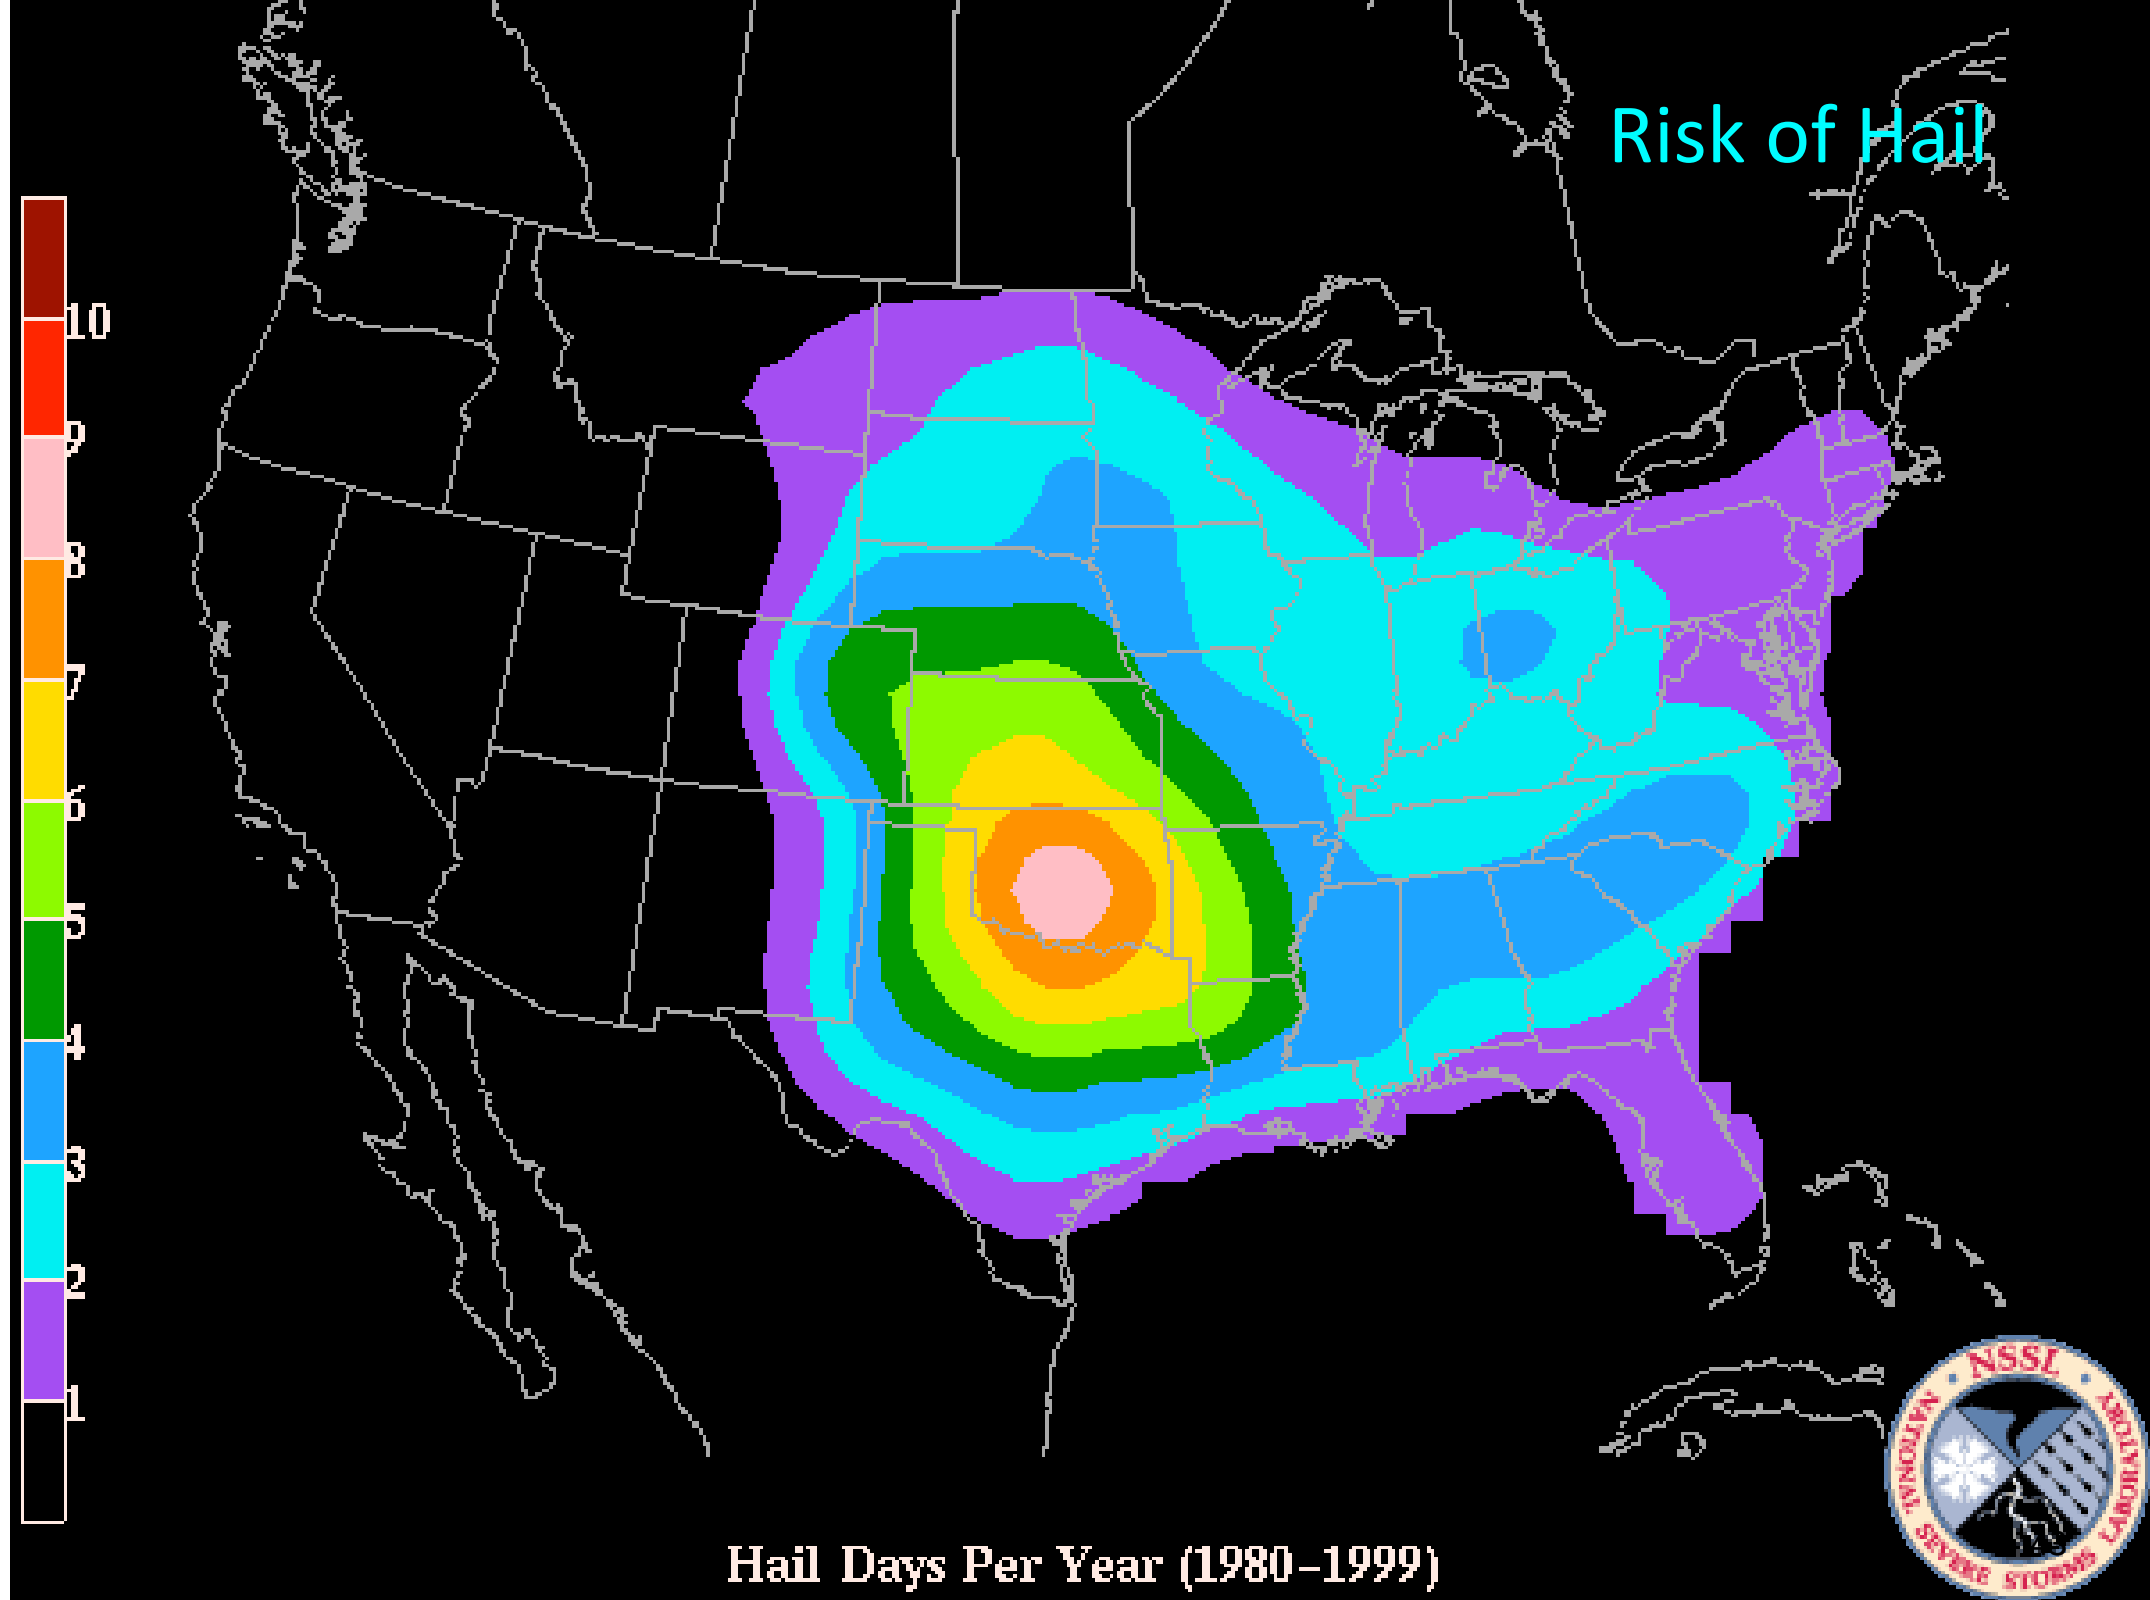 Risk of Hail
10
9
8
7
6
5
4
3
2
1
Hail Days Per Year (1980-1999)
NSSL
NATIONAL SEVERE STORMS LABORATORY